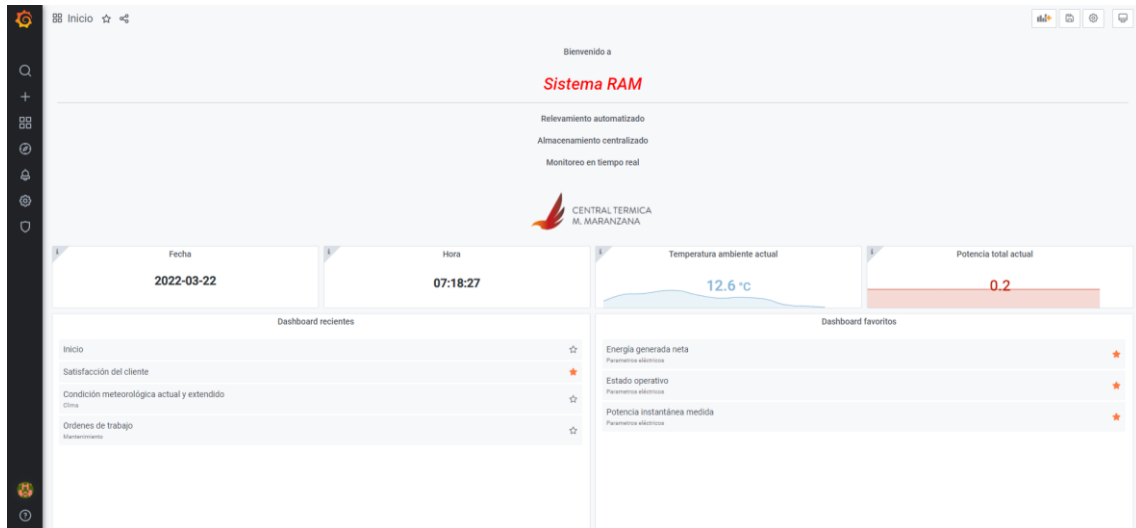 Inicio
Bienvenido a
Sistema RAM
Relevamiento automatizado
Almacenamiento centralizado
Monitoreo en tiempo real
CENTRAL TERMICA
M. MARANZANA
Fecha
2022-03-22
Hora
07:18:27
Temperatura ambiente actual
12.6 °C
Potencia total actual
0.2
Dashboard recientes
Inicio
Satisfacción del cliente
Condición meteorológica actual y extendido
Clima
Ordenes de trabajo
Mantenimiento
Dashboard favoritos
Energía generada neta
Parametros eléctricos
Estado operativo
Parametros eléctricos
Potencia instantánea medida
Parametros eléctricos